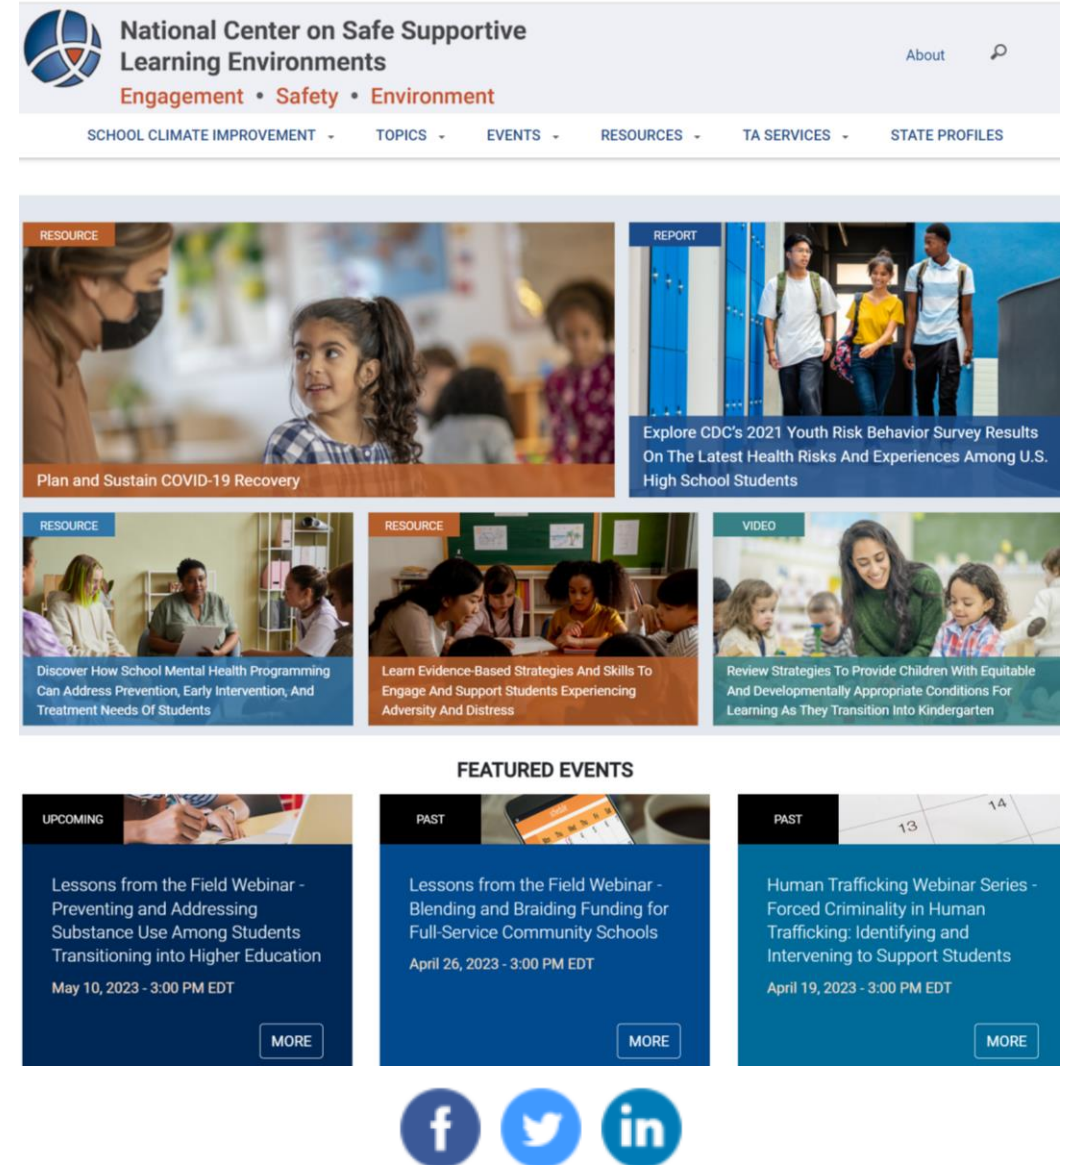 National Center on Safe Supportive
Learning Environments
Engagement • Safety • Environment
About
SCHOOL CLIMATE IMPROVEMENT
TOPICS
EVENTS
RESOURCES
TA SERVICES
STATE PROFILES
RESOURCE
Plan and Sustain COVID-19 Recovery
REPORT
Explore CDC's 2021 Youth Risk Behavior Survey Results
On The Latest Health Risks And Experiences Among U.S.
High School Students
RESOURCE
Discover How School Mental Health Programming
Can Address Prevention, Early Intervention, And
Treatment Needs Of Students
RESOURCE
Learn Evidence-Based Strategies And Skills To
Engage And Support Students Experiencing
Adversity And Distress
VIDEO
Review Strategies To Provide Children With Equitable
And Developmentally Appropriate Conditions For
Learning As They Transition Into Kindergarten
FEATURED EVENTS
UPCOMING
Lessons from the Field Webinar -
Preventing and Addressing
Substance Use Among Students
Transitioning into Higher Education
May 10, 2023 - 3:00 PM EDT
MORE
PAST
Lessons from the Field Webinar -
Blending and Braiding Funding for
Full-Service Community Schools
April 26, 2023 - 3:00 PM EDT
MORE
PAST
13
14
Human Trafficking Webinar Series -
Forced Criminality in Human
Trafficking: Identifying and
Intervening to Support Students
April 19, 2023 - 3:00 PM EDT
MORE
f
in